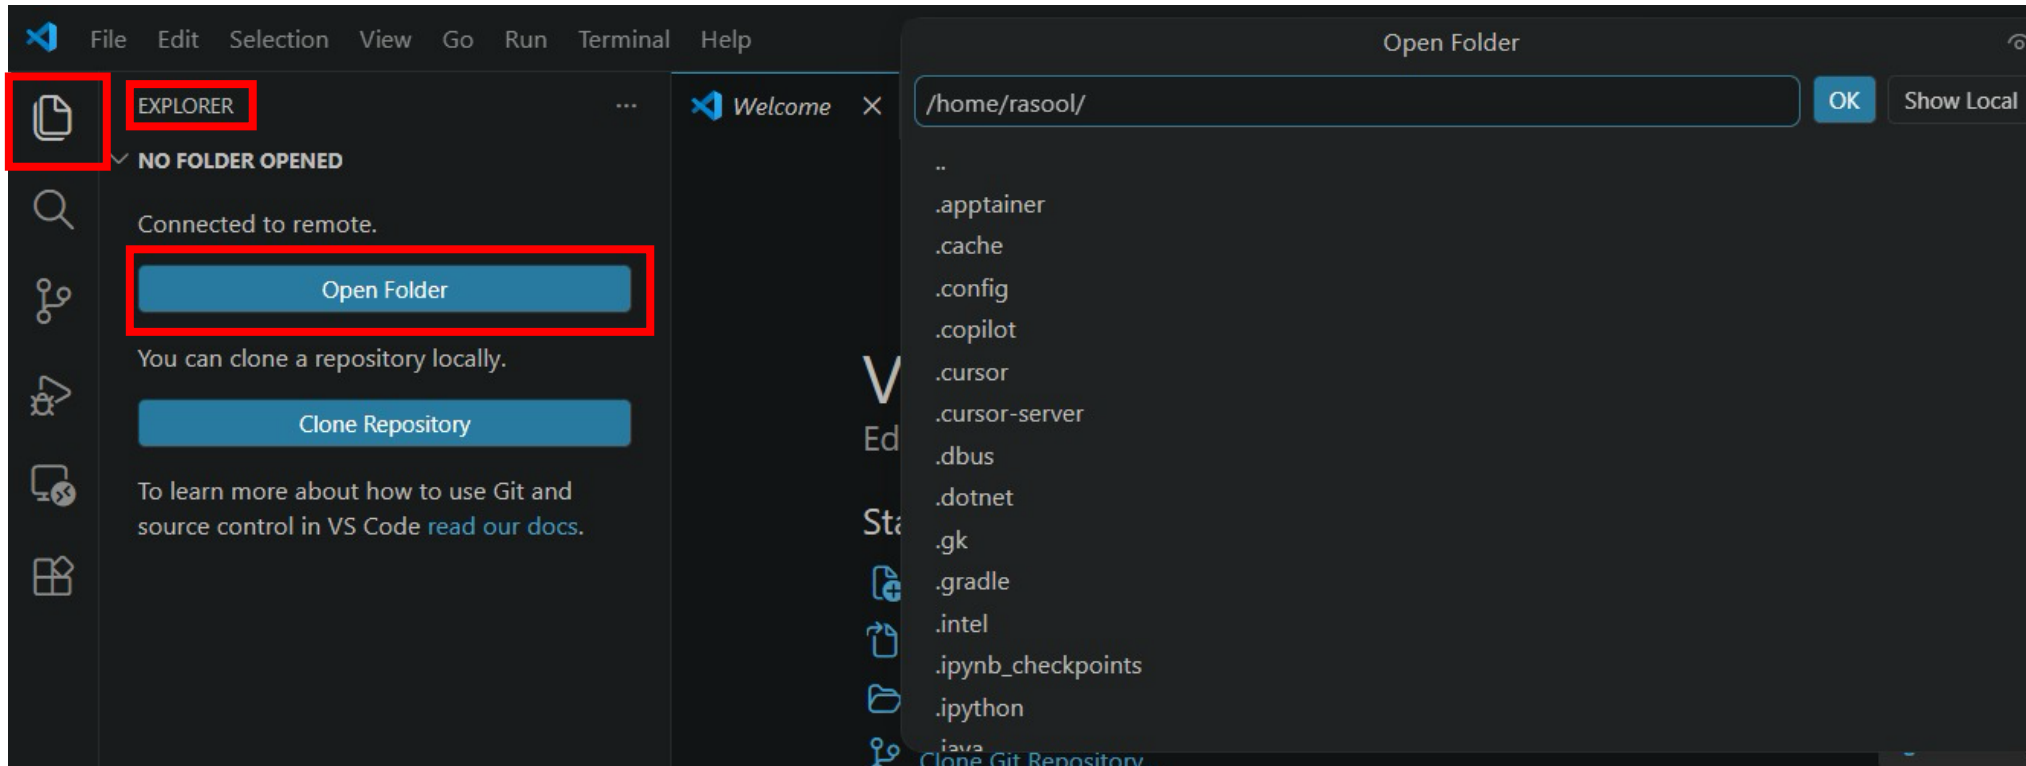 File Edit Selection View Go Run Terminal Help
EXPLORER
...
NO FOLDER OPENED
Connected to remote.
Open Folder
You can clone a repository locally.
Clone Repository
To learn more about how to use Git and
source control in VS Code read our docs.
Welcome
V
Ed
Sta
Open Folder
/home/rasool/
OK
Show Local
..
.apptainer
.cache
.config
.copilot
.cursor
.cursor-server
.dbus
.dotnet
.gk
.gradle
.intel
.ipynb_checkpoints
.ipython
.java
Clone Git Repository